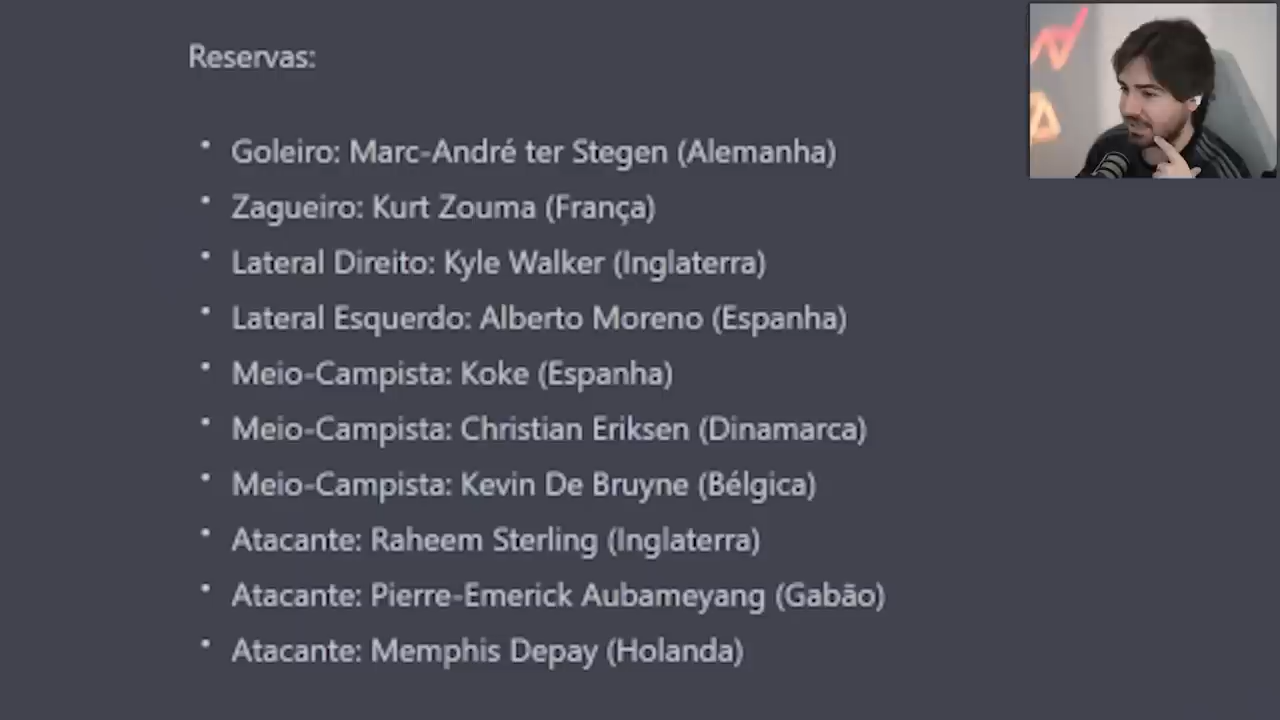 Reservas:
• Goleiro: Marc-André ter Stegen (Alemanha)
• Zagueiro: Kurt Zouma (França)
• Lateral Direito: Kyle Walker (Inglaterra)
• Lateral Esquerdo: Alberto Moreno (Espanha)
• Meio-Campista: Koke (Espanha)
• Meio-Campista: Christian Eriksen (Dinamarca)
• Meio-Campista: Kevin De Bruyne (Bélgica)
• Atacante: Raheem Sterling (Inglaterra)
• Atacante: Pierre-Emerick Aubameyang (Gabão)
• Atacante: Memphis Depay (Holanda)